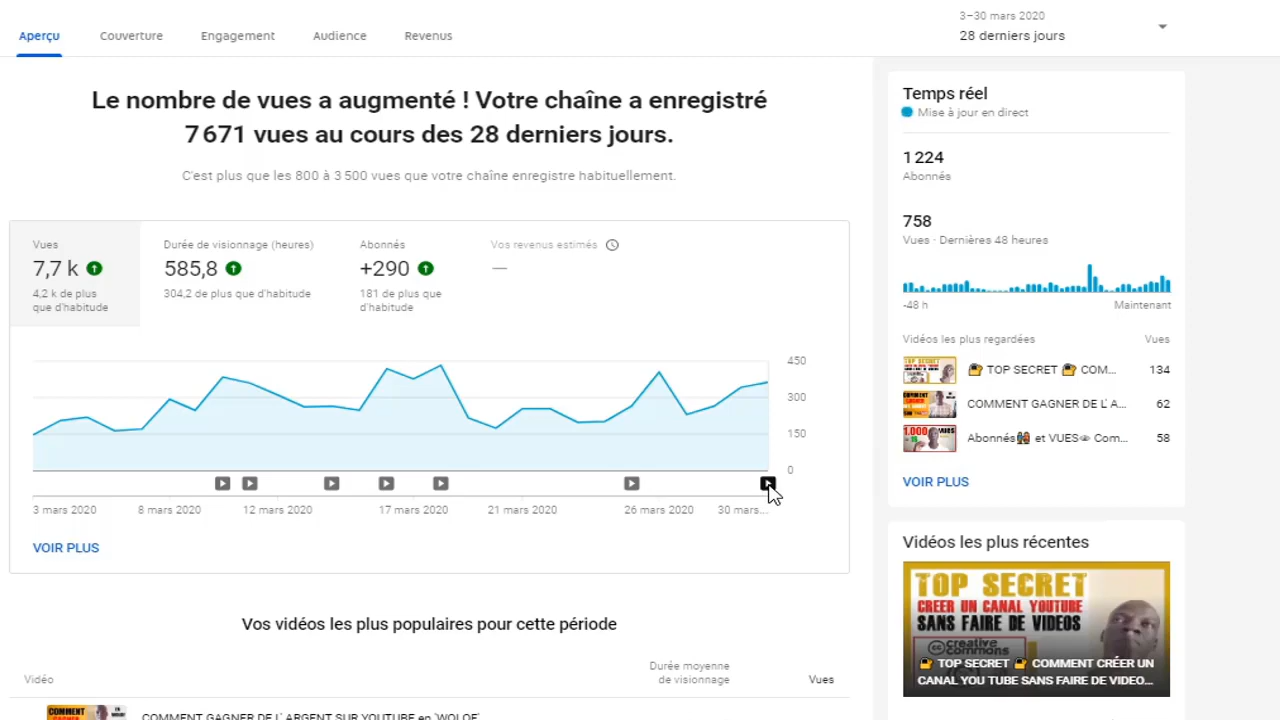 Aperçu Couverture Engagement Audience Revenus
3–30 mars 2020
28 derniers jours
Le nombre de vues a augmenté ! Votre chaîne a enregistré
7 671 vues au cours des 28 derniers jours.
C'est plus que les 800 à 3 500 vues que votre chaîne enregistre habituellement.
Vues
7,7 k
4,2 k de plus
que d'habitude
Durée de visionnage (heures)
585,8
304,2 de plus que d'habitude
Abonnés
+290
181 de plus que
d'habitude
Vos revenus estimés
—
450
300
150
0
3 mars 2020 8 mars 2020 12 mars 2020 17 mars 2020 21 mars 2020 26 mars 2020 30 mars...
VOIR PLUS
Vos vidéos les plus populaires pour cette période
Vidéo
Durée moyenne
de visionnage
Vues
COMMENT GAGNER DE L' ARGENT SUR YOUTUBE en 'WOLOF'
Temps réel
Mise à jour en direct
1 224
Abonnés
758
Vues · Dernières 48 heures
-48 h Maintenant
Vidéos les plus regardées Vues
TOP SECRET COM... 134
COMMENT GAGNER DE L' A... 62
Abonnés et VUES Com... 58
VOIR PLUS
Vidéos les plus récentes
TOP SECRET
CREER UN CANAL YOUTUBE
SANS FAIRE DE VIDEOS
creative
commons
TOP SECRET COMMENT CRÉER UN
CANAL YOU TUBE SANS FAIRE DE VIDEO...